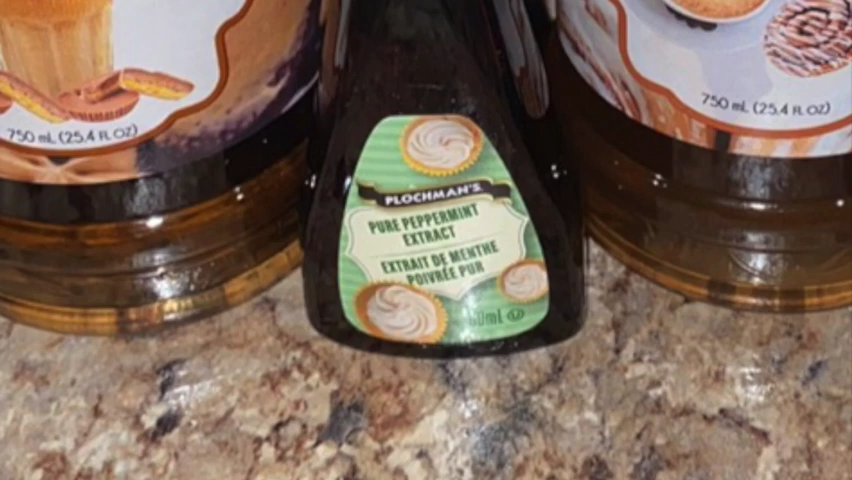 750 mL (25.4 FL OZ)
750 mL (25.4 FL OZ)
PLOCHMAN'S
PURE PEPPERMINT
EXTRACT
EXTRAIT DE MENTHE
POIVRÉE PUR